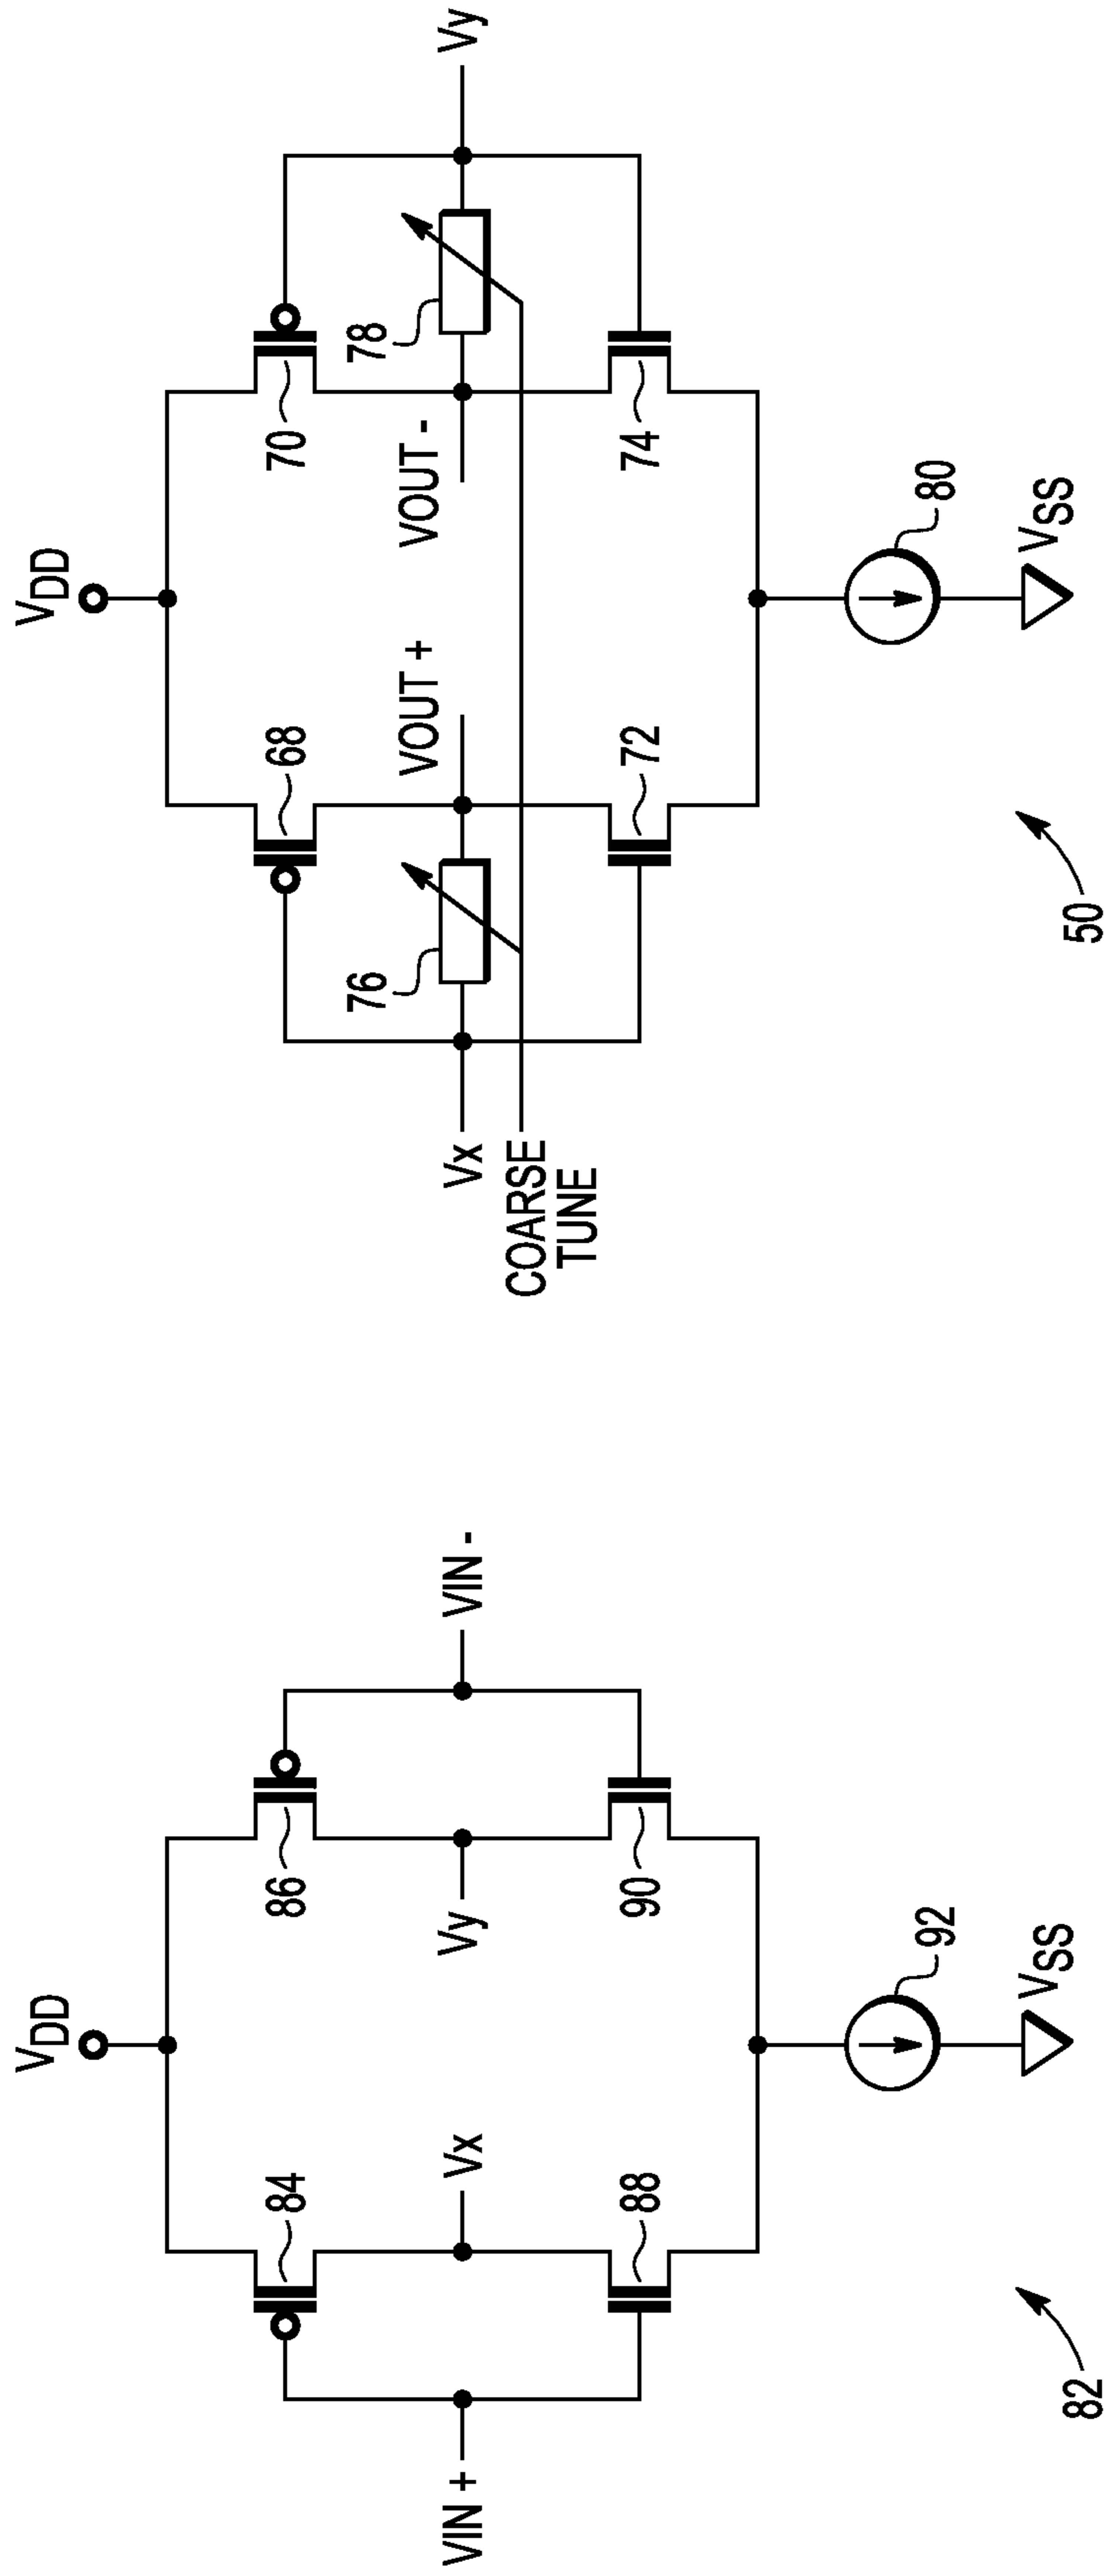 VDD
84
86
VIN +
Vx
Vy
VIN -
88
90
92
VSS
82
VDD
68
70
76
VOUT +
VOUT -
78
Vx
Vy
COARSE
TUNE
72
74
80
VSS
50